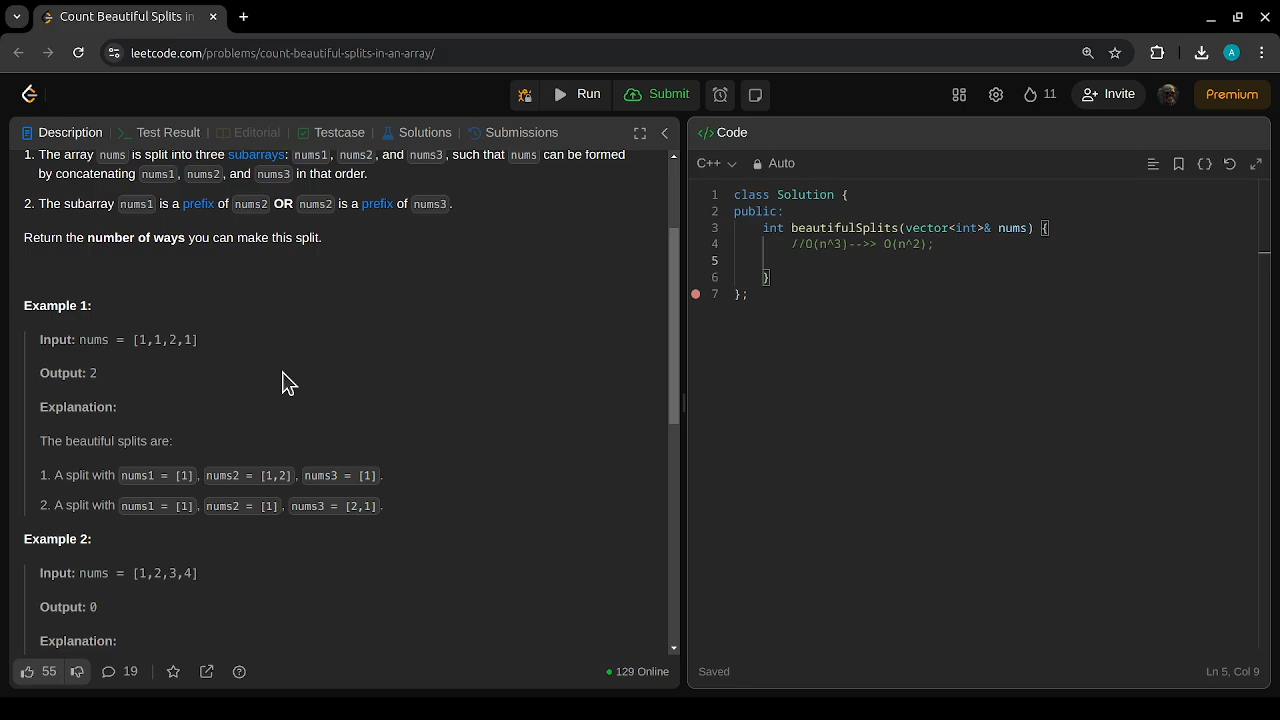 Count Beautiful Splits in
leetcode.com/problems/count-beautiful-splits-in-an-array/
A
Run
Submit
11
Invite
Premium
Description
Test Result
Editorial
Testcase
Solutions
Submissions
1. The array nums is split into three subarrays: nums1, nums2, and nums3, such that nums can be formed
by concatenating nums1, nums2, and nums3 in that order.
2. The subarray nums1 is a prefix of nums2 OR nums2 is a prefix of nums3.
Return the number of ways you can make this split.
Example 1:
Input: nums = [1,1,2,1]
Output: 2
Explanation:
The beautiful splits are:
1. A split with nums1 = [1], nums2 = [1,2], nums3 = [1].
2. A split with nums1 = [1], nums2 = [1], nums3 = [2,1].
Example 2:
Input: nums = [1,2,3,4]
Output: 0
Explanation:
55
19
129 Online
</> Code
C++
Auto
1 class Solution {
2 public:
3 int beautifulSplits(vector<int>& nums) {
4 //O(n^3)-->> O(n^2);
5
6 }
7 };
Saved
Ln 5, Col 9